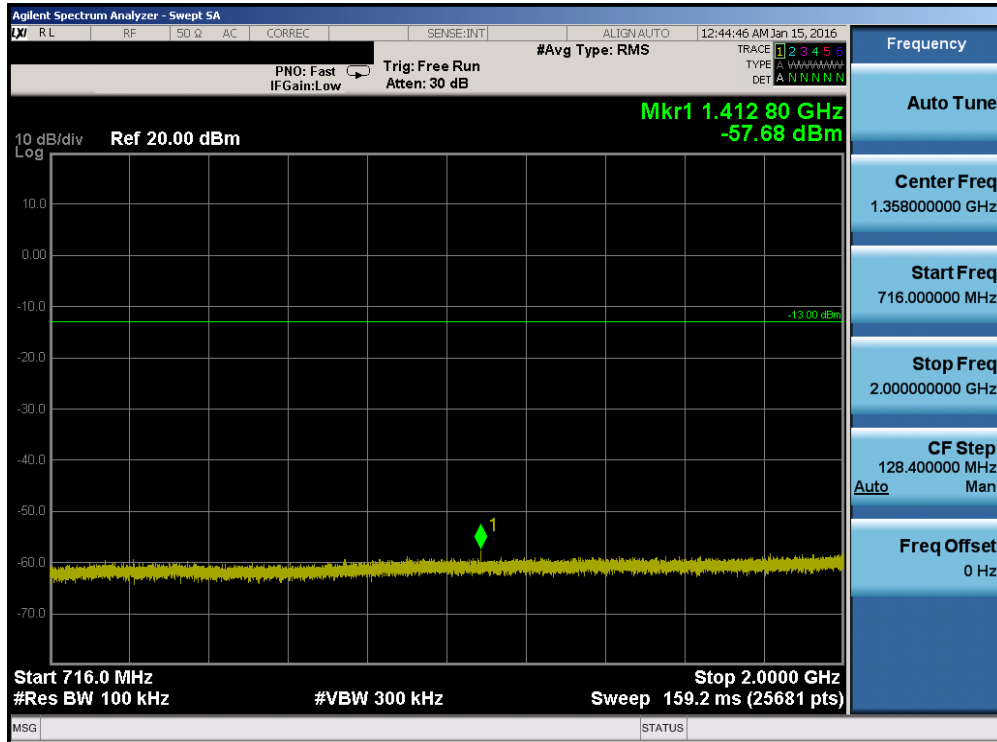 Agilent Spectrum Analyzer - Swept SA
LXI RL RF 50 Ω AC CORREC SENSE:INT ALIGN AUTO 12:44:46 AM Jan 15, 2016
#Avg Type: RMS
TRACE 1 2 3 4 5 6
PNO: Fast Trig: Free Run
TYPE A WWWWW
IFGain:Low Atten: 30 dB
DET A N N N N N
Mkr1 1.412 80 GHz
-57.68 dBm
10 dB/div Ref 20.00 dBm
Log
10.0
0.00
-10.0
-13.00 dBm
-20.0
-30.0
-40.0
-50.0
1
-60.0
-70.0
Start 716.0 MHz Stop 2.0000 GHz
#Res BW 100 kHz #VBW 300 kHz Sweep 159.2 ms (25681 pts)
MSG STATUS
Frequency
Auto Tune
Center Freq
1.358000000 GHz
Start Freq
716.000000 MHz
Stop Freq
2.000000000 GHz
CF Step
128.400000 MHz
Auto Man
Freq Offset
0 Hz